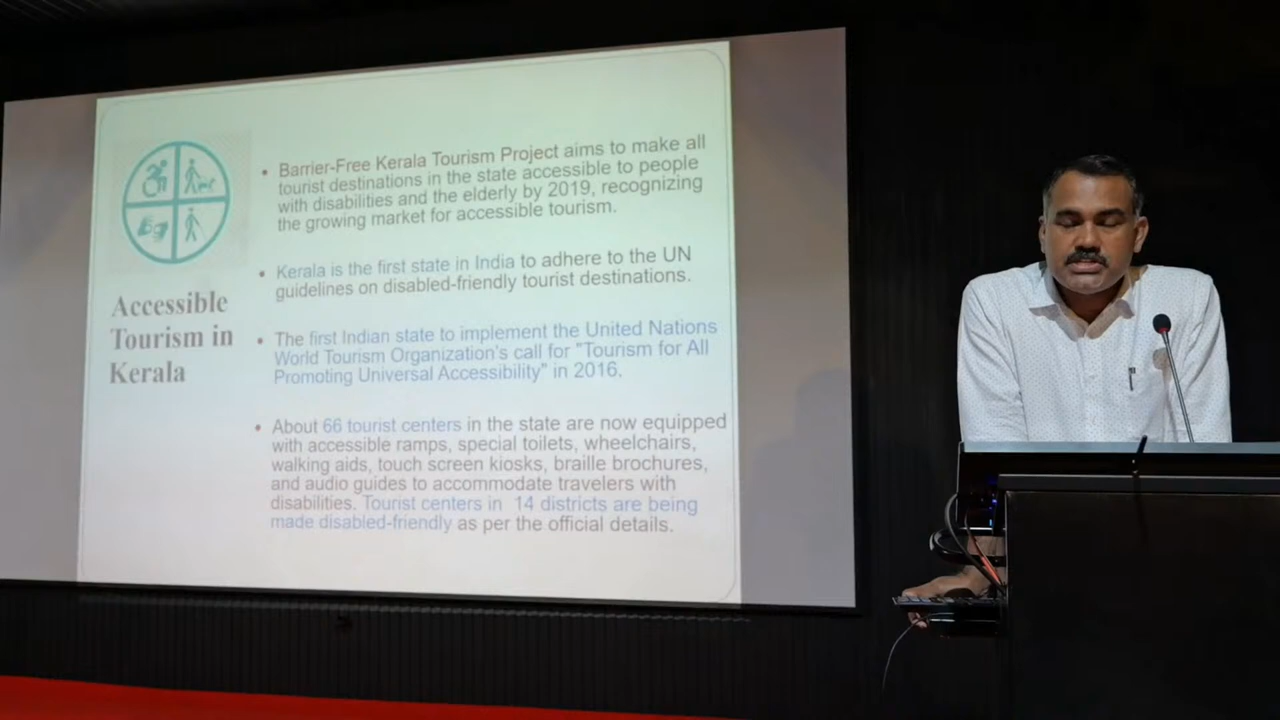 Accessible
Tourism in
Kerala
• Barrier-Free Kerala Tourism Project aims to make all
tourist destinations in the state accessible to people
with disabilities and the elderly by 2019, recognizing
the growing market for accessible tourism.
• Kerala is the first state in India to adhere to the UN
guidelines on disabled-friendly tourist destinations.
• The first Indian state to implement the United Nations
World Tourism Organization's call for "Tourism for All
Promoting Universal Accessibility" in 2016.
• About 66 tourist centers in the state are now equipped
with accessible ramps, special toilets, wheelchairs,
walking aids, touch screen kiosks, braille brochures,
and audio guides to accommodate travelers with
disabilities. Tourist centers in 14 districts are being
made disabled-friendly as per the official details.